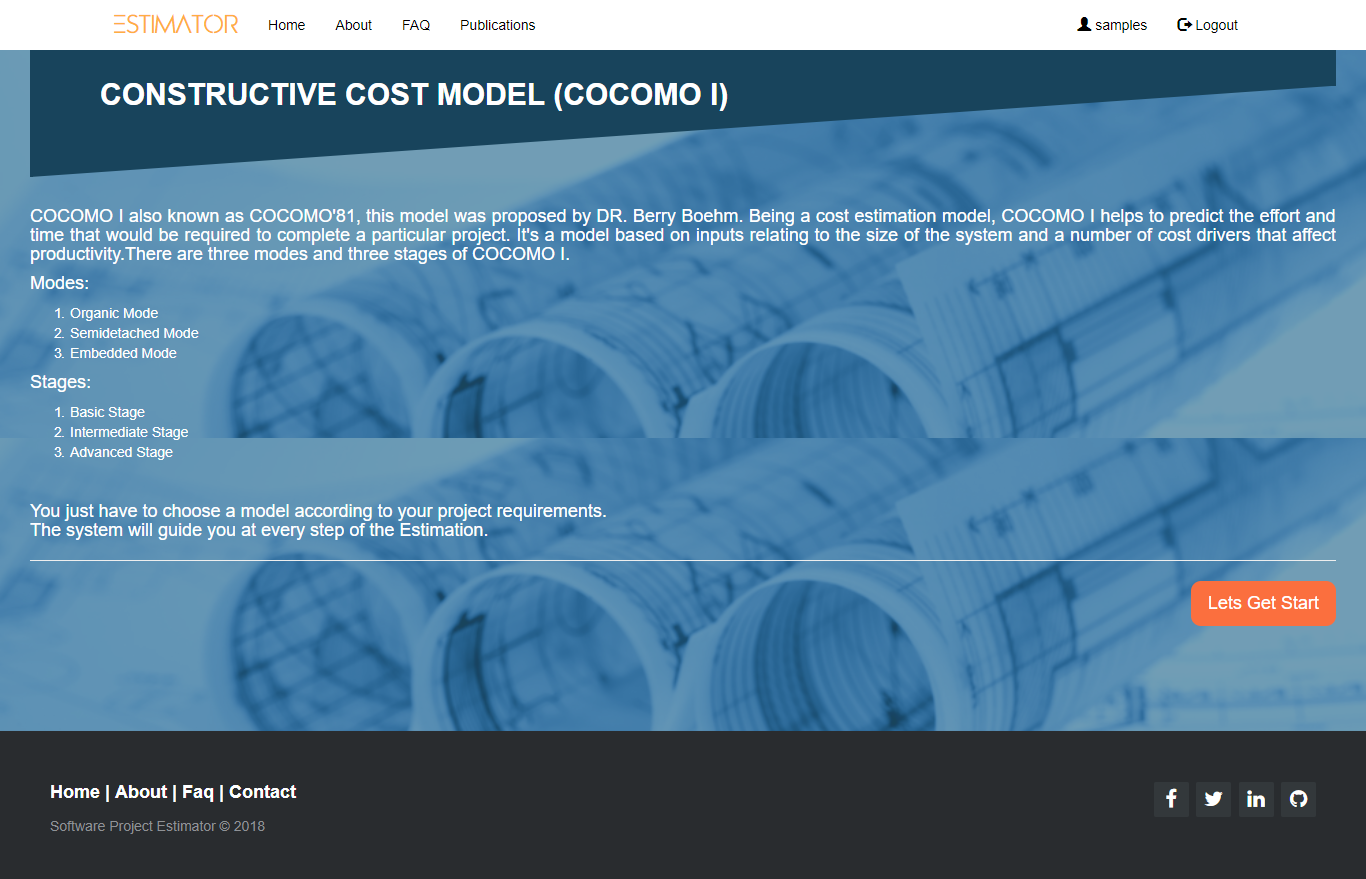 ESTIMATOR Home About FAQ Publications samples Logout
CONSTRUCTIVE COST MODEL (COCOMO I)
COCOMO I also known as COCOMO'81, this model was proposed by DR. Berry Boehm. Being a cost estimation model, COCOMO I helps to predict the effort and
time that would be required to complete a particular project. It's a model based on inputs relating to the size of the system and a number of cost drivers that affect
productivity.There are three modes and three stages of COCOMO I.
Modes:
1. Organic Mode
2. Semidetached Mode
3. Embedded Mode
Stages:
1. Basic Stage
2. Intermediate Stage
3. Advanced Stage
You just have to choose a model according to your project requirements.
The system will guide you at every step of the Estimation.
Lets Get Start
Home | About | Faq | Contact
Software Project Estimator © 2018